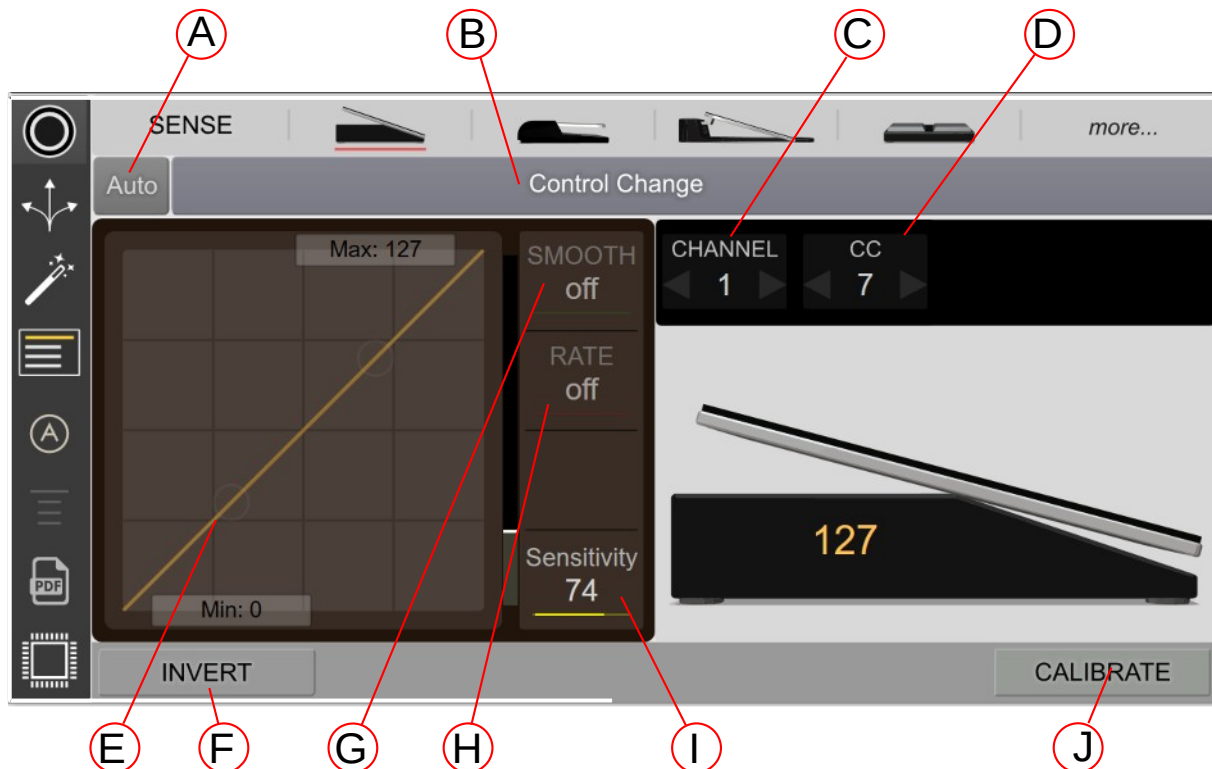 A B C D
SENSE more...
Auto Control Change
Max: 127
SMOOTH
off
CHANNEL
1
CC
7
A
RATE
off
PDF
Sensitivity
74
127
Min: 0
INVERT CALIBRATE
E F G H I J